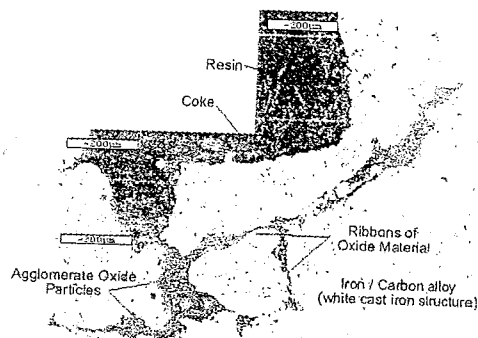 ~200µm
Resin
Coke
~200µm
~200µm
Ribbons of
Oxide Material
Agglomerate Oxide
Particles
Iron / Carbon alloy
(white cast iron structure)